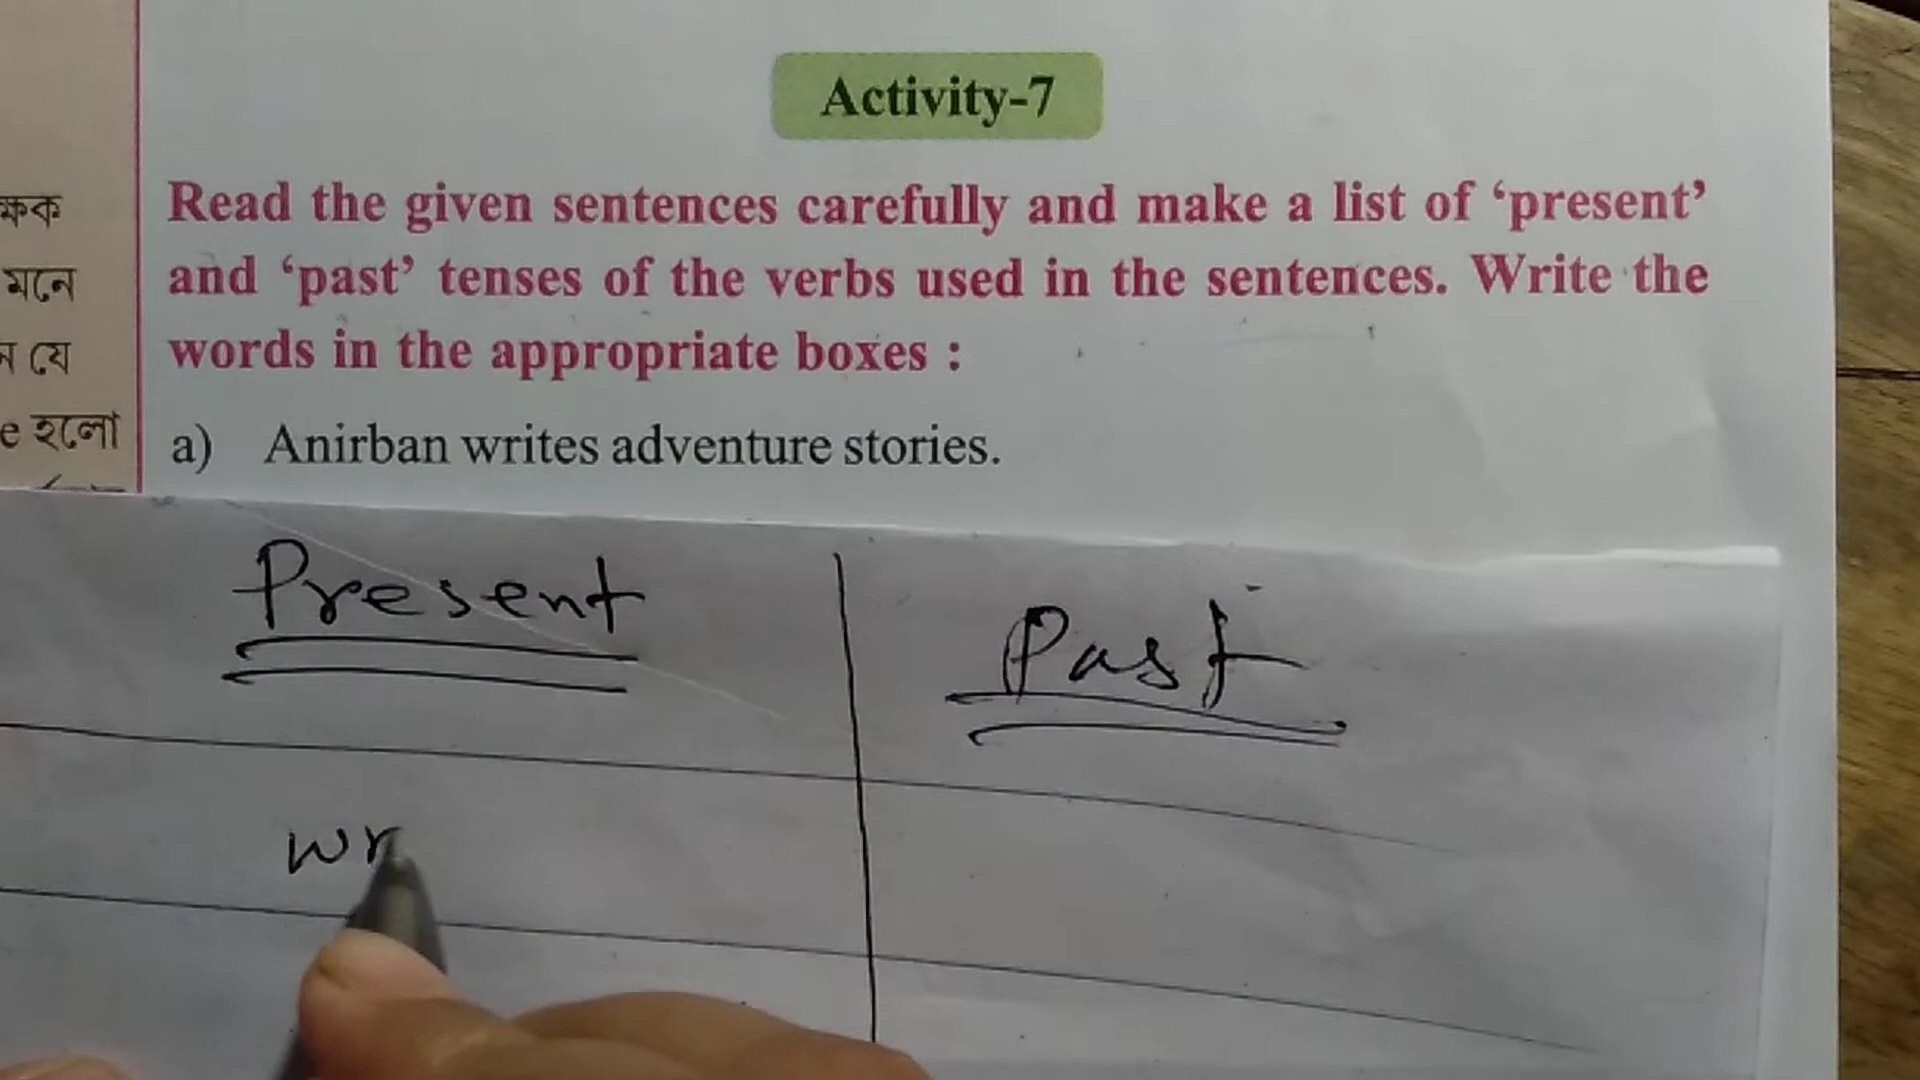 Activity-7
Read the given sentences carefully and make a list of ‘present’
and ‘past’ tenses of the verbs used in the sentences. Write the
words in the appropriate boxes :
a) Anirban writes adventure stories.
ক্ষক
মনে
যে
e হলো
Present
Past
wr